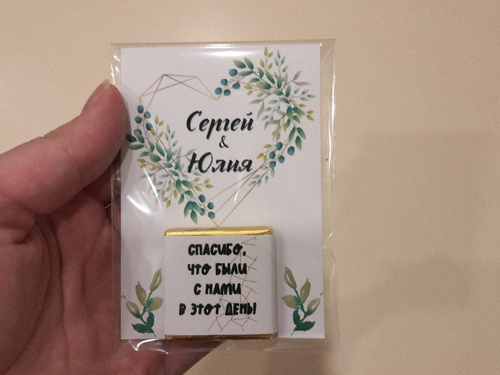 Сергей
&
Юлия
СПАСИБО,
ЧТО БЫЛИ
С НАМИ
В ЭТОТ ДЕНЬ!